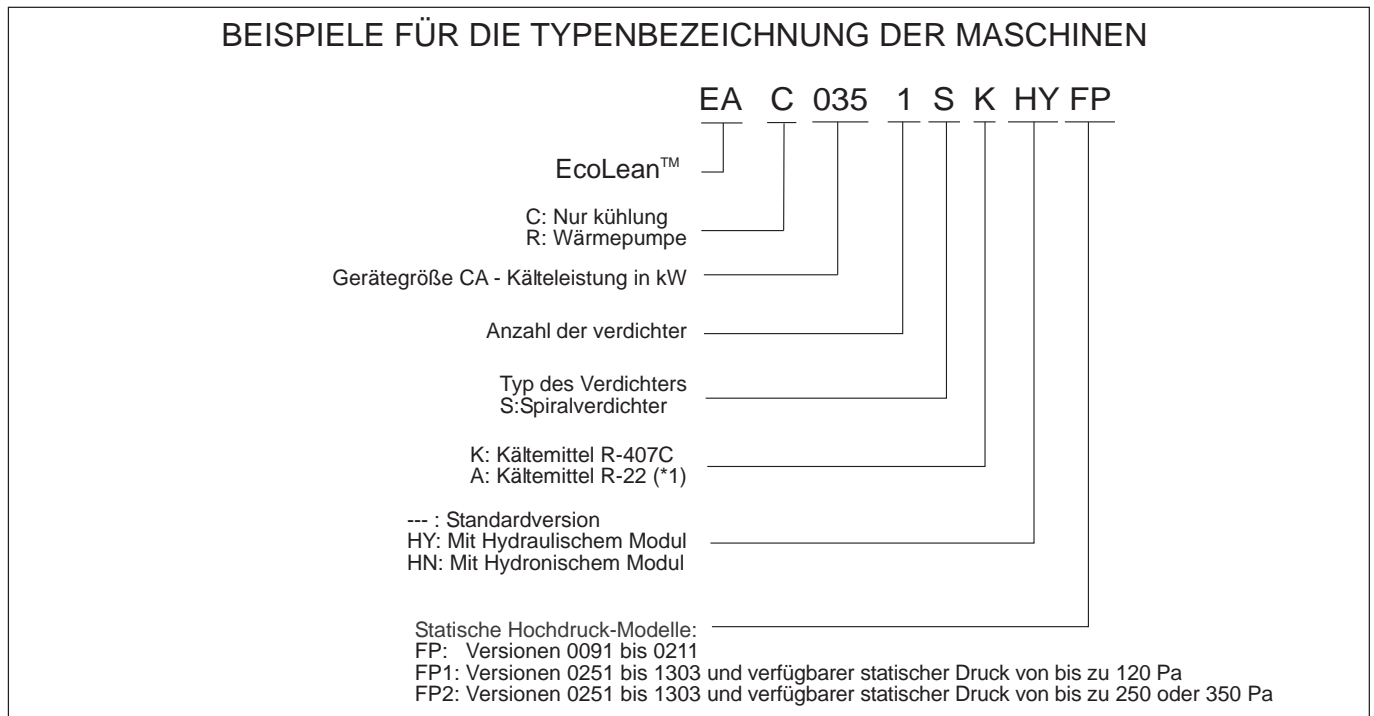 BEISPIELE FÜR DIE TYPENBEZEICHNUNG DER MASCHINEN
EA C 035 1 S K HY FP
EcoLean™
C: Nur kühlung
R: Wärmepumpe
Gerätegröße CA - Kälteleistung in kW
Anzahl der verdichter
Typ des Verdichters
S:Spiralverdichter
K: Kältemittel R-407C
A: Kältemittel R-22 (*1)
--- : Standardversion
HY: Mit Hydraulischem Modul
HN: Mit Hydronischem Modul
Statische Hochdruck-Modelle:
FP: Versionen 0091 bis 0211
FP1: Versionen 0251 bis 1303 und verfügbarer statischer Druck von bis zu 120 Pa
FP2: Versionen 0251 bis 1303 und verfügbarer statischer Druck von bis zu 250 oder 350 Pa